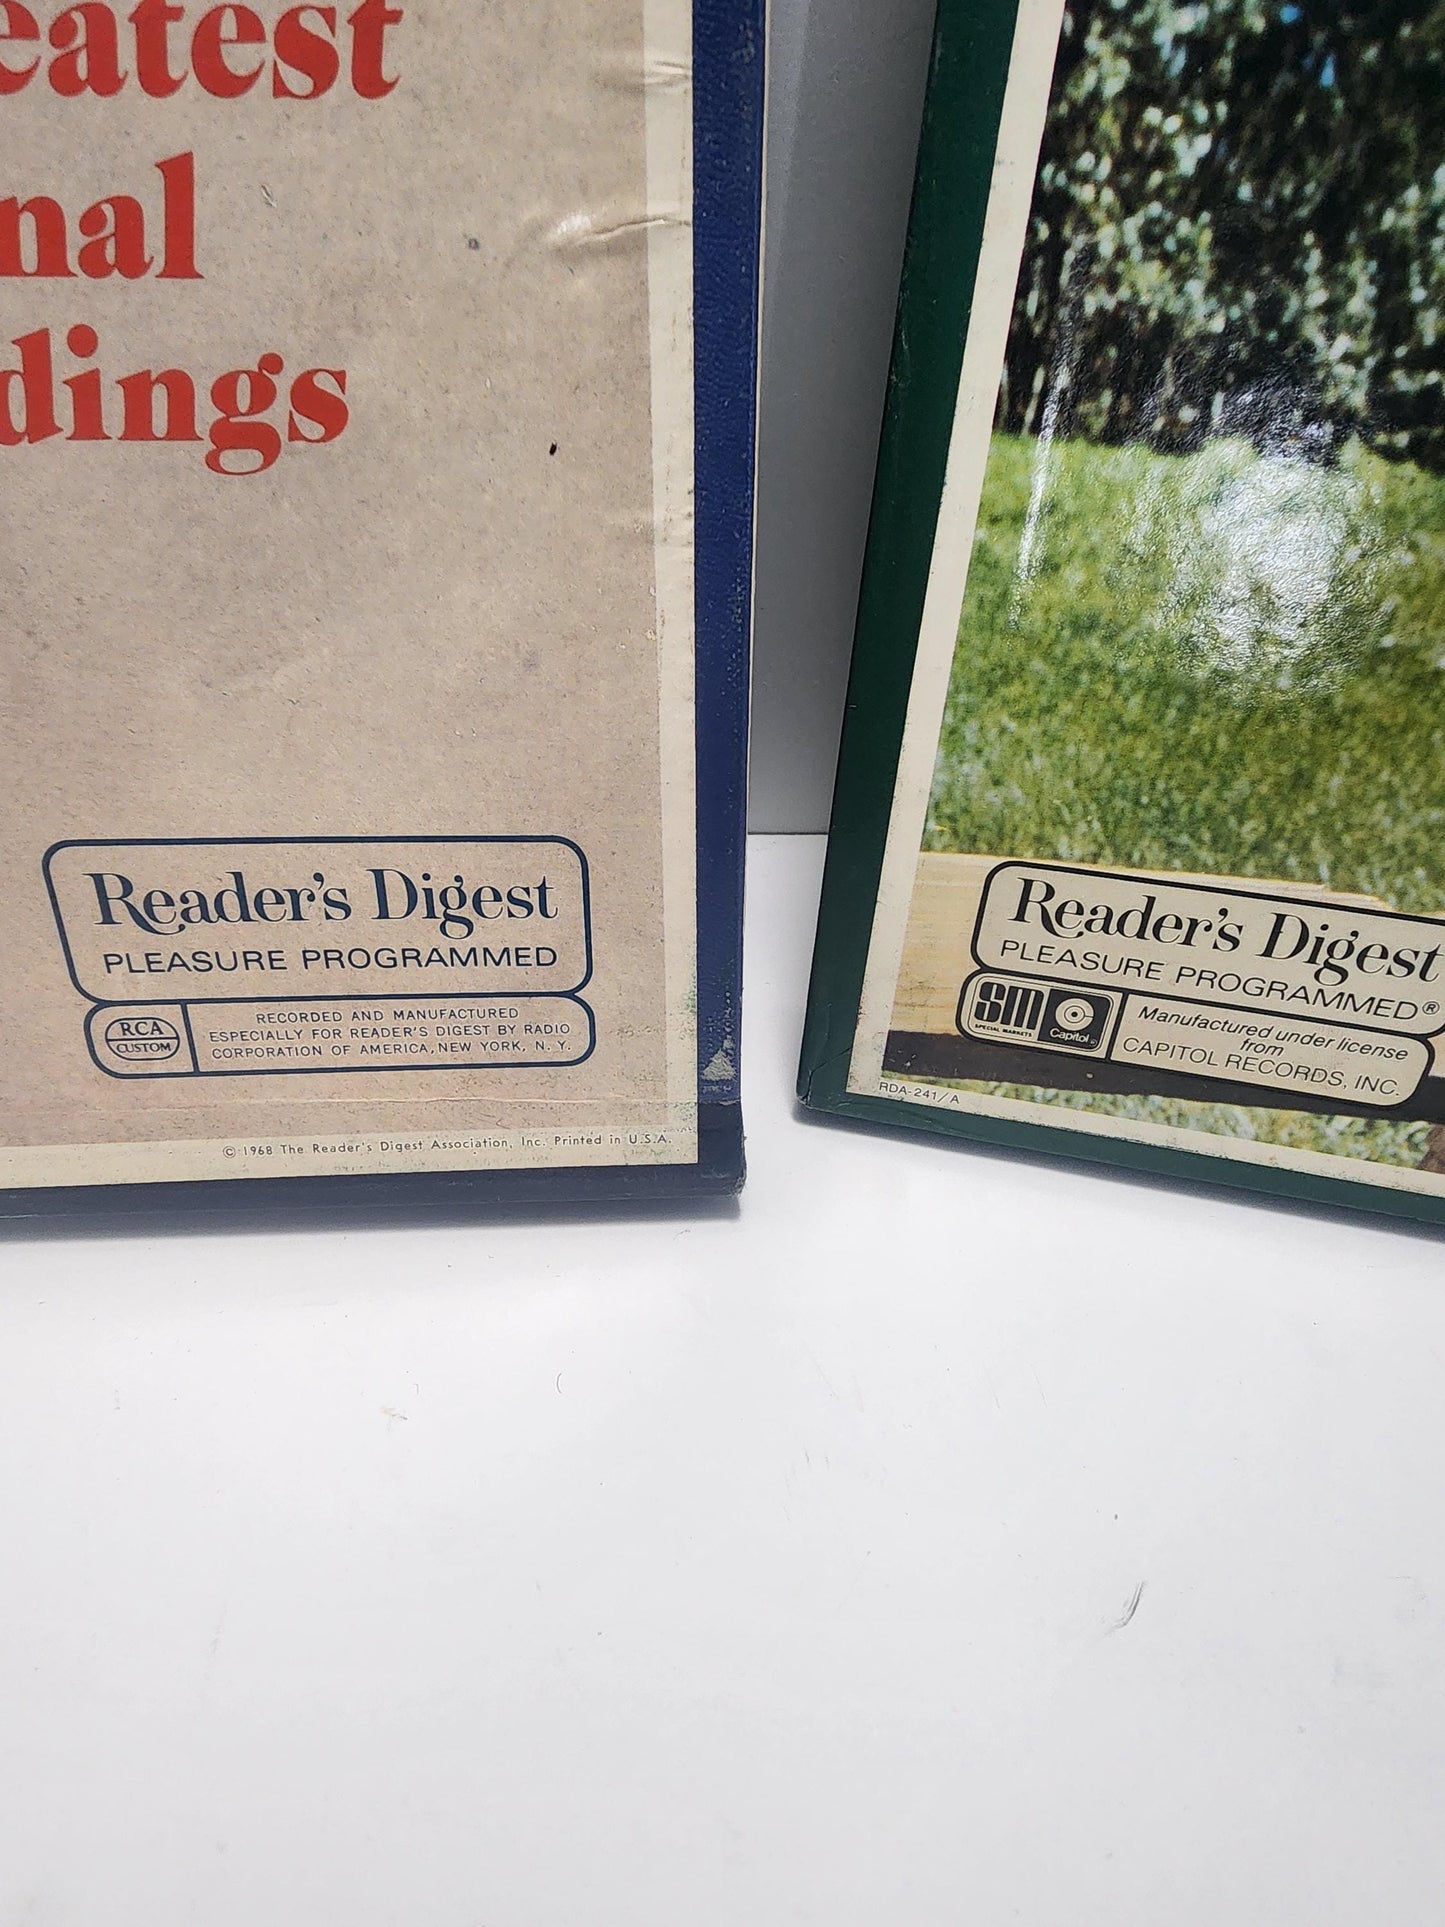 eatest
nal
dings
Reader's Digest
PLEASURE PROGRAMMED
RCA
CUSTOM
RECORDED AND MANUFACTURED
ESPECIALLY FOR READER'S DIGEST BY RADIO
CORPORATION OF AMERICA, NEW YORK, N. Y.
© 1968 The Reader's Digest Association, Inc. Printed in U.S.A.
Reader's Digest
PLEASURE PROGRAMMED®
SM
SPECIAL MARKETS
Capitol®
Manufactured under license
from
CAPITOL RECORDS, INC.
RDA-241/A